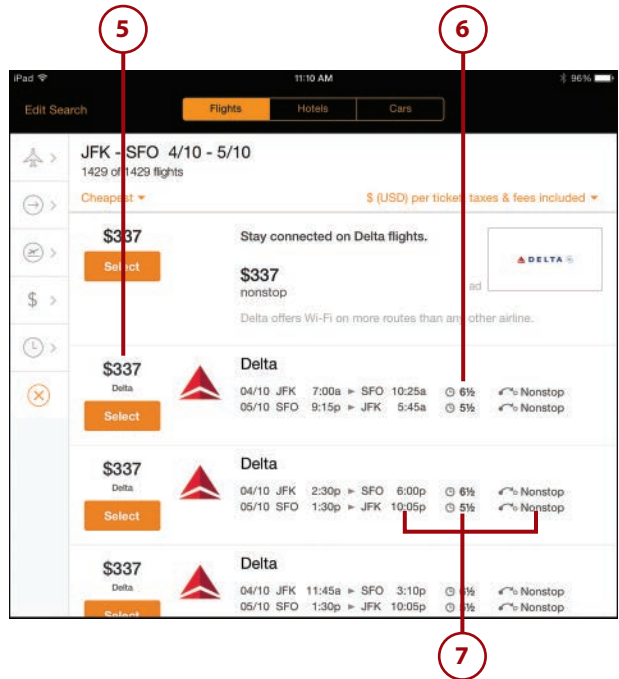 5 6
iPad 11:10 AM 96%
Edit Search Flights Hotels Cars
JFK - SFO 4/10 - 5/10
1429 of 1429 flights
Cheapest $ (USD) per ticket, taxes & fees included
$337 Stay connected on Delta flights.
Select DELTA
$337
nonstop ad
$
Delta offers Wi-Fi on more routes than any other airline.
$337 Delta
Delta 04/10 JFK 7:00a ► SFO 10:25a 6½ Nonstop
Select 05/10 SFO 9:15p ► JFK 5:45a 5½ Nonstop
$337 Delta
Delta 04/10 JFK 2:30p ► SFO 6:00p 6½ Nonstop
Select 05/10 SFO 1:30p ► JFK 10:05p 5½ Nonstop
$337 Delta
Delta 04/10 JFK 11:45a ► SFO 3:10p 6½ Nonstop
Select 05/10 SFO 1:30p ► JFK 10:05p 5½ Nonstop
7